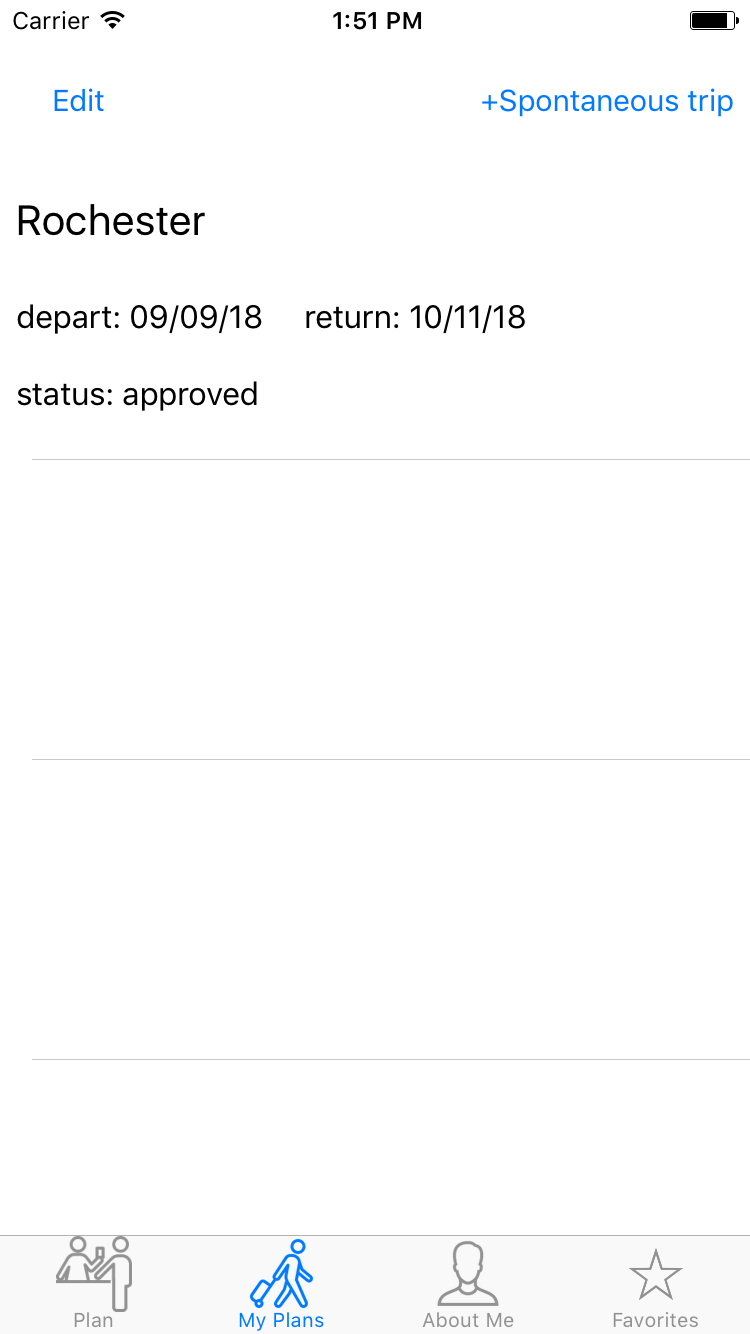 Carrier 1:51 PM
Edit +Spontaneous trip
Rochester
depart: 09/09/18 return: 10/11/18
status: approved
Plan My Plans About Me Favorites